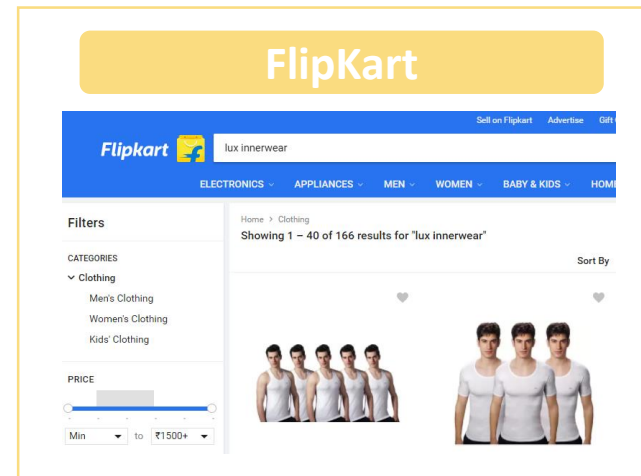 FlipKart
Sell on Flipkart Advertise Gift
Flipkart
lux innerwear
ELECTRONICS APPLIANCES MEN WOMEN BABY & KIDS
Filters
CATEGORIES
Clothing
Men's Clothing
Women's Clothing
Kids' Clothing
PRICE
Min to ₹1500+
Home > Clothing
Showing 1 – 40 of 166 results for "lux innerwear"
Sort By